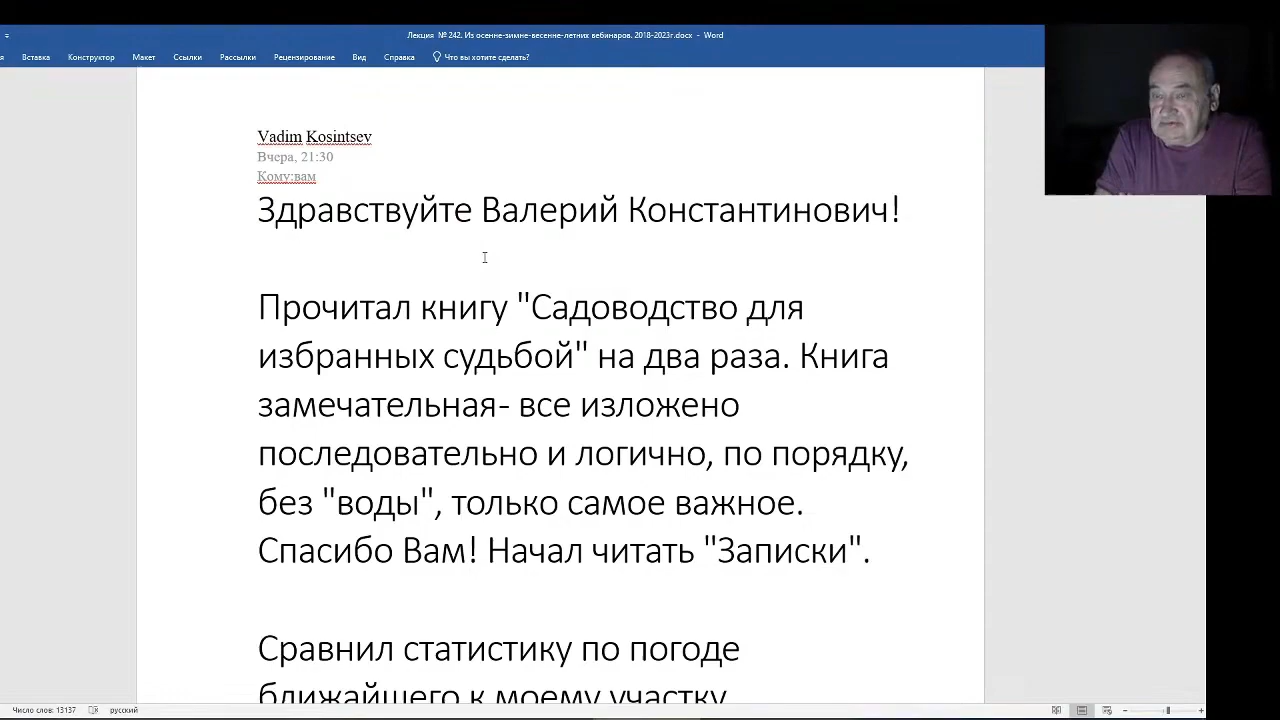 Лекция № 242. Из осенне-зимне-весенне-летних вебинаров. 2018-2023г.docx - Word
Вставка Конструктор Макет Ссылки Рассылки Рецензирование Вид Справка Что вы хотите сделать?
Vadim Kosintsev
Вчера, 21:30
Кому:вам
Здравствуйте Валерий Константинович!
Прочитал книгу "Садоводство для
избранных судьбой" на два раза. Книга
замечательная- все изложено
последовательно и логично, по порядку,
без "воды", только самое важное.
Спасибо Вам! Начал читать "Записки".
Сравнил статистику по погоде
ближайшего к моему участку
Число слов: 13137 русский